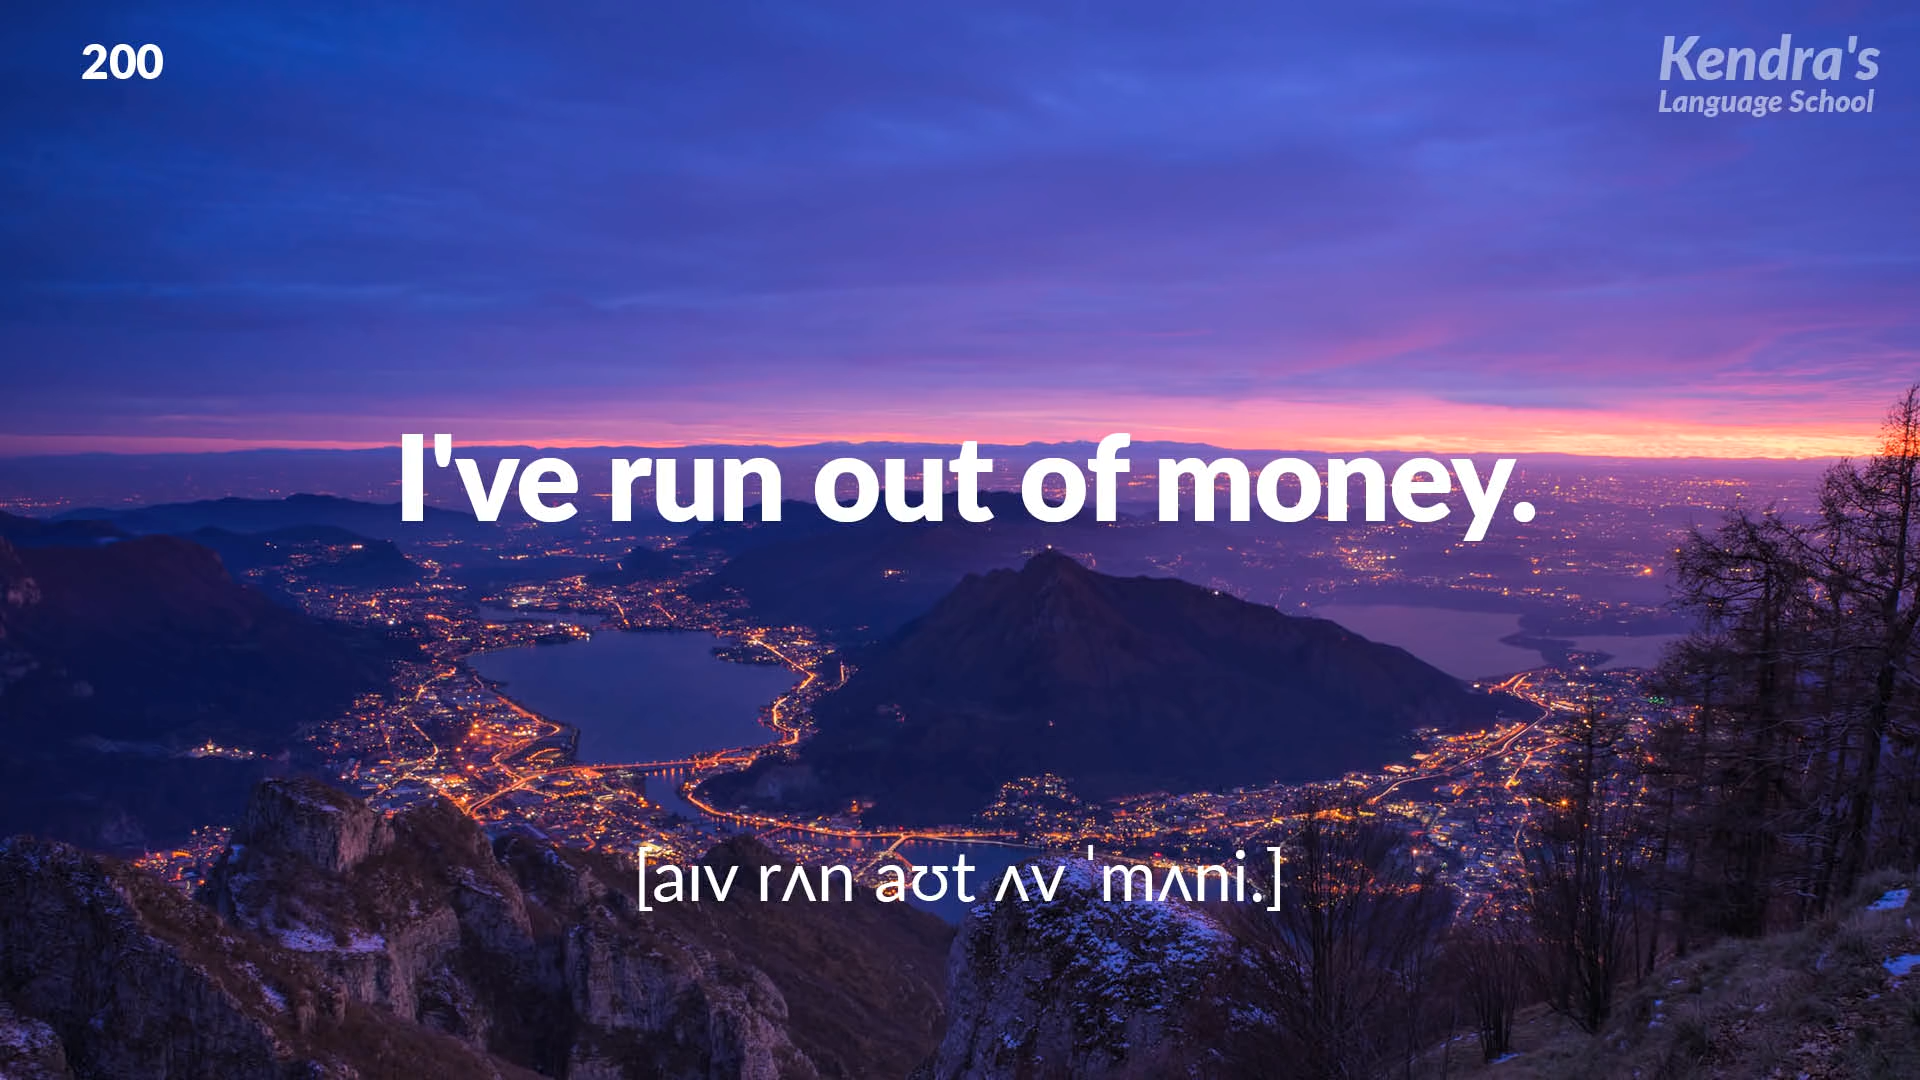 200
Kendra's
Language School
I've run out of money.
[aɪv rʌn aʊt ʌv ˈmʌni.]